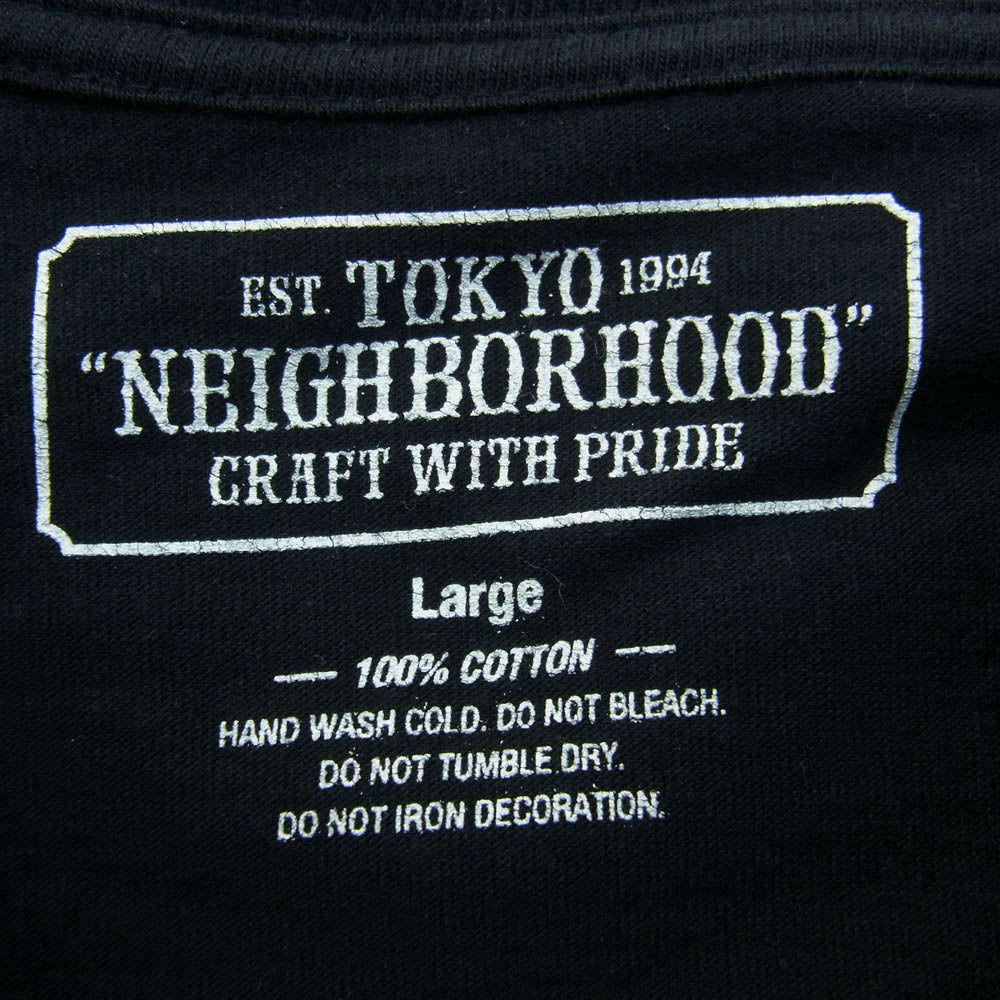 EST. TOKYO 1994
“NEIGHBORHOOD”
CRAFT WITH PRIDE
Large
— 100% COTTON —
HAND WASH COLD. DO NOT BLEACH.
DO NOT TUMBLE DRY.
DO NOT IRON DECORATION.